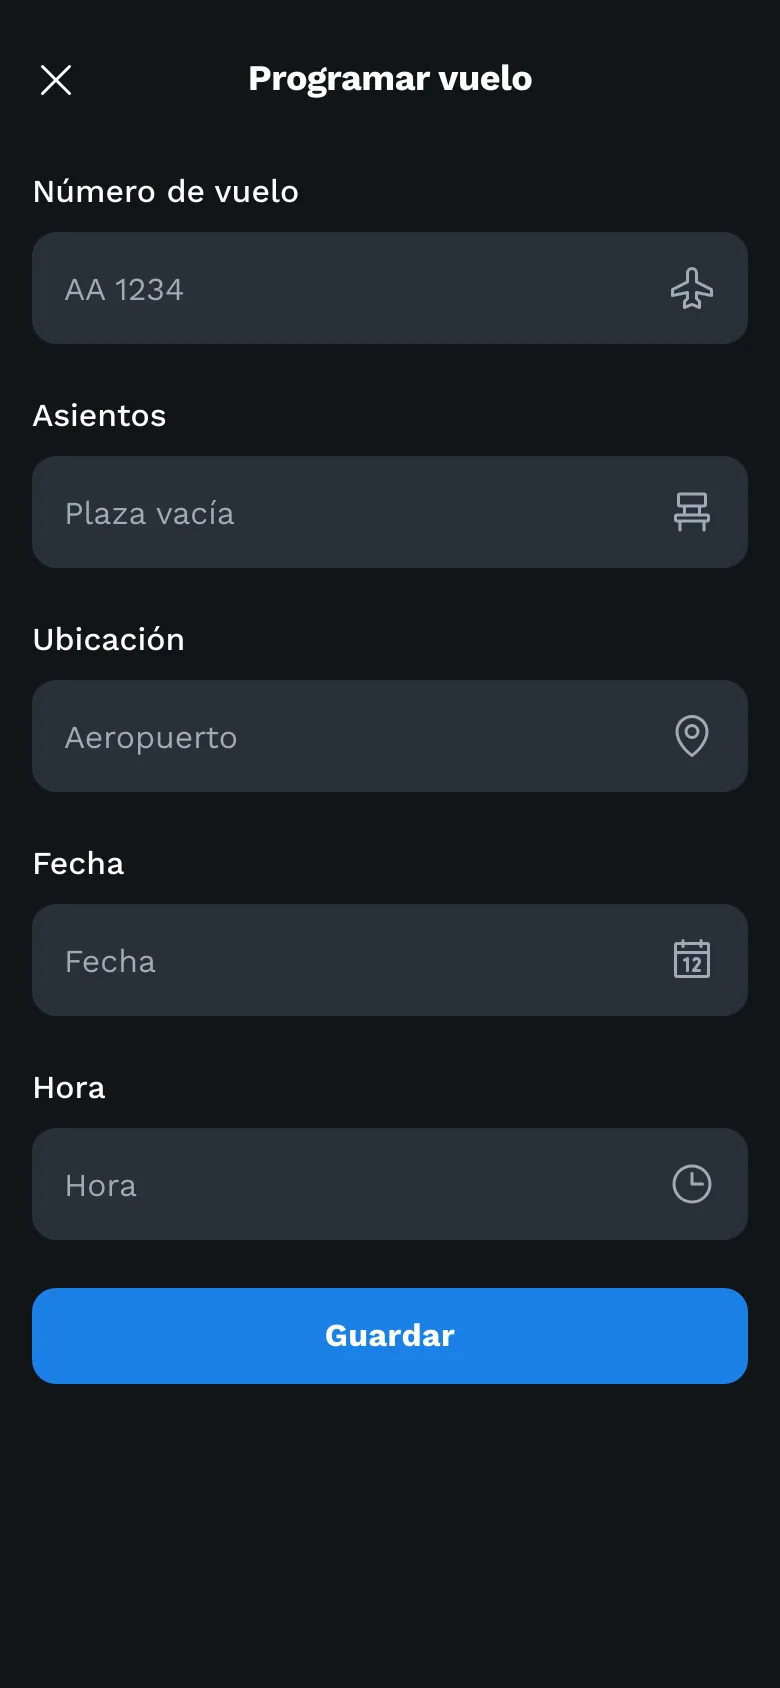 Programar vuelo
Número de vuelo
AA 1234
Asientos
Plaza vacía
Ubicación
Aeropuerto
Fecha
Fecha
12
Hora
Hora
Guardar